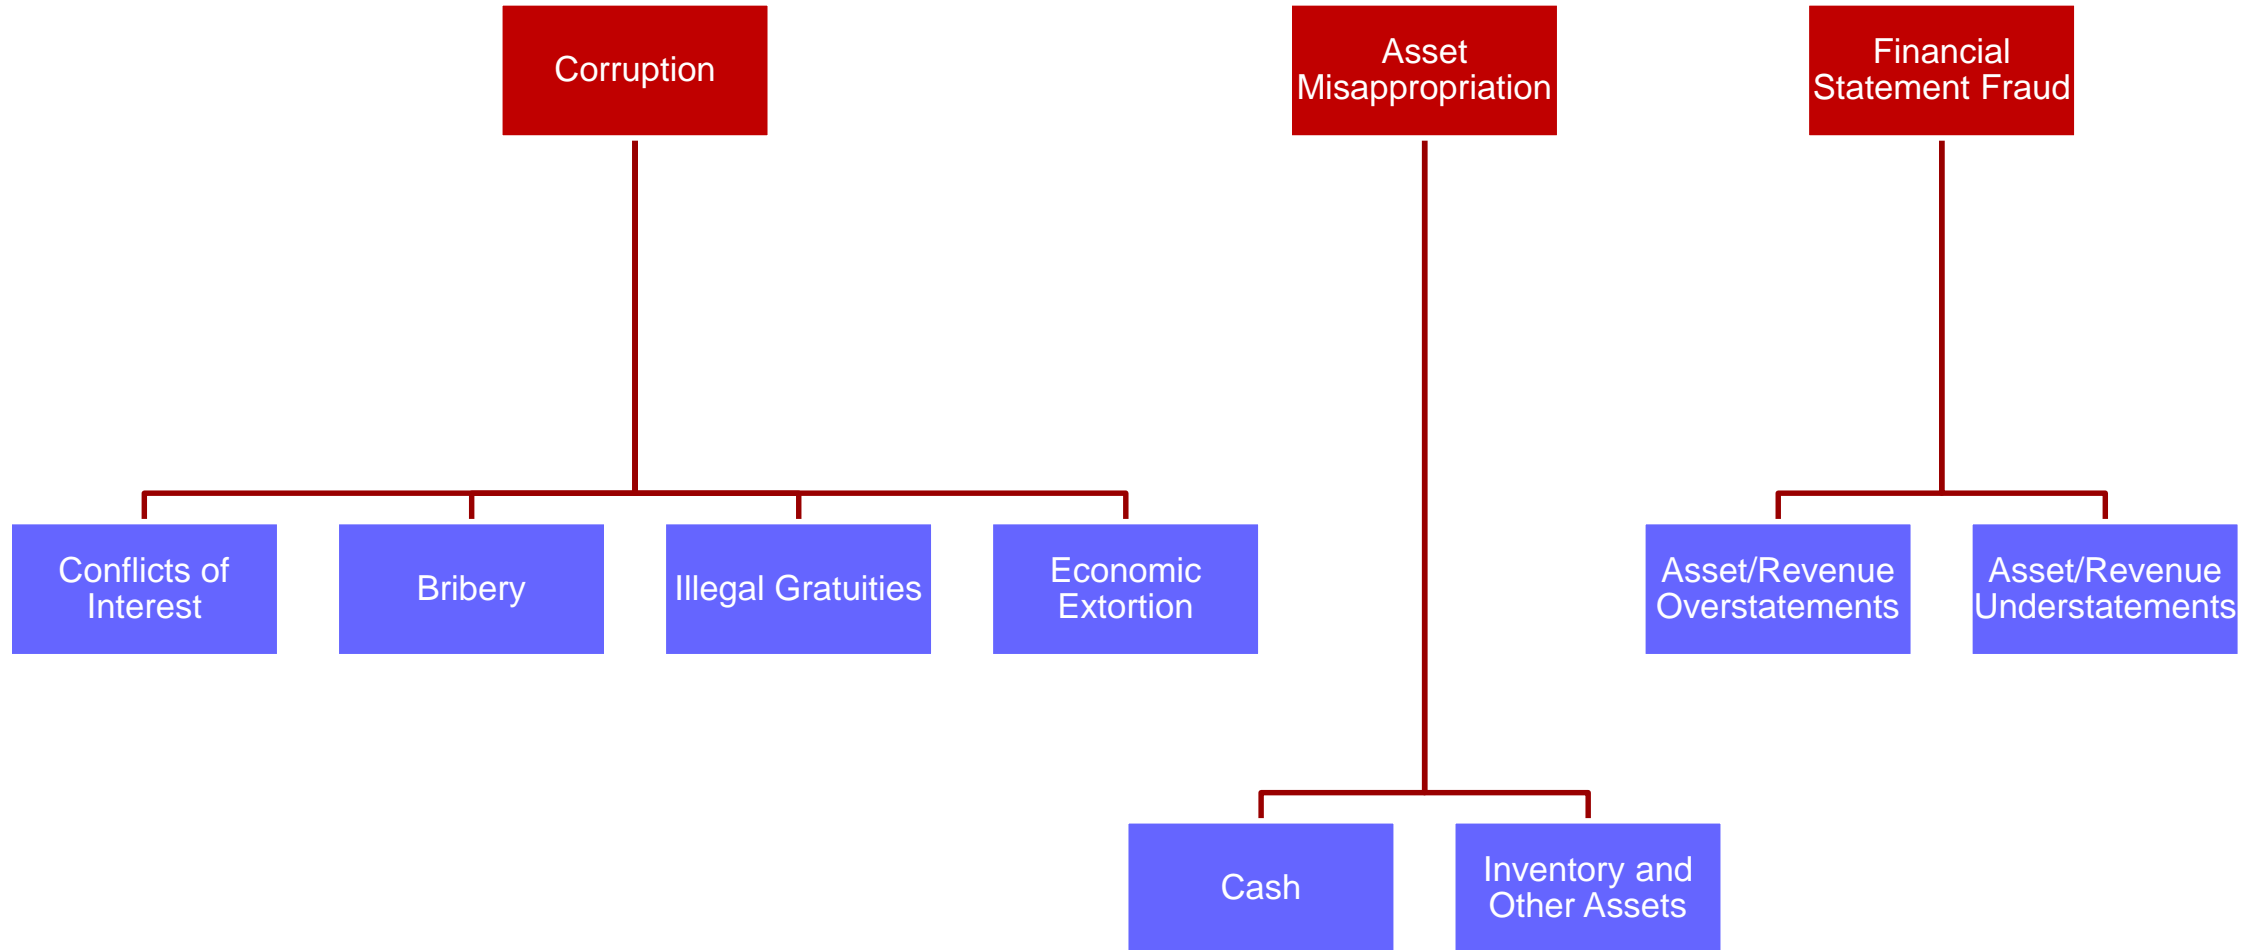 Corruption
Asset
Misappropriation
Financial
Statement Fraud
Conflicts of
Interest
Bribery
Illegal Gratuities
Economic
Extortion
Asset/Revenue
Overstatements
Asset/Revenue
Understatements
Cash
Inventory and
Other Assets